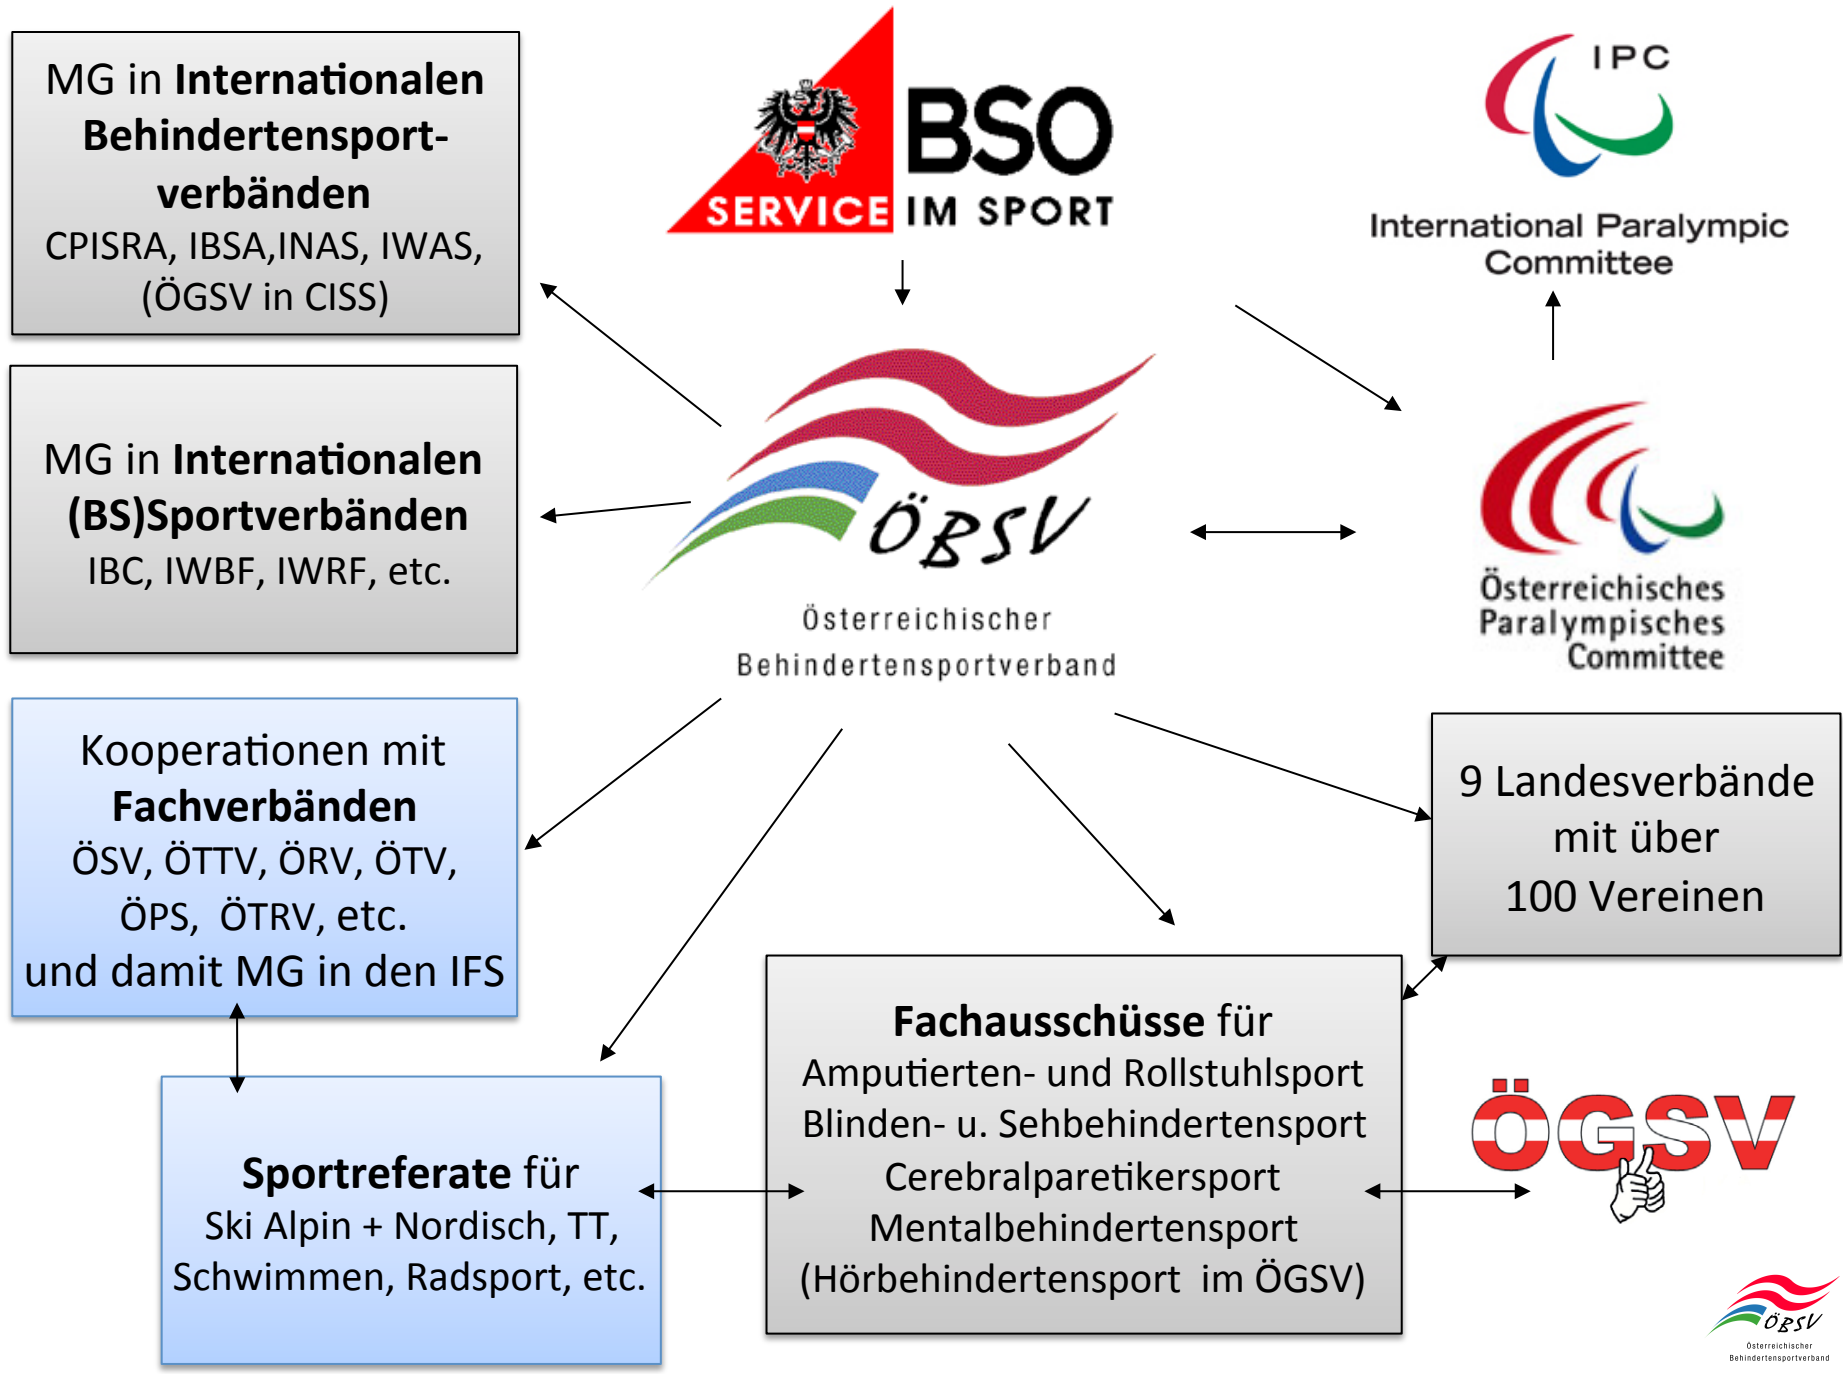 MG in Internationalen
Behindertensport-
verbänden
CPISRA, IBSA,INAS, IWAS,
(ÖGSV in CISS)
BSO
SERVICE IM SPORT
IPC
International Paralympic
Committee
MG in Internationalen
(BS)Sportverbänden
IBC, IWBF, IWRF, etc.
ÖBSV
Österreichischer
Behindertensportverband
Österreichisches
Paralympisches
Committee
Kooperationen mit
Fachverbänden
ÖSV, ÖTTV, ÖRV, ÖTV,
ÖPS, ÖTRV, etc.
und damit MG in den IFS
9 Landesverbände
mit über
100 Vereinen
Sportreferate für
Ski Alpin + Nordisch, TT,
Schwimmen, Radsport, etc.
Fachausschüsse für
Amputierten- und Rollstuhlsport
Blinden- u. Sehbehindertensport
Cerebralparetikersport
Mentalbehindertensport
(Hörbehindertensport im ÖGSV)
ÖGSV
ÖBSV
Österreichischer
Behindertensportverband